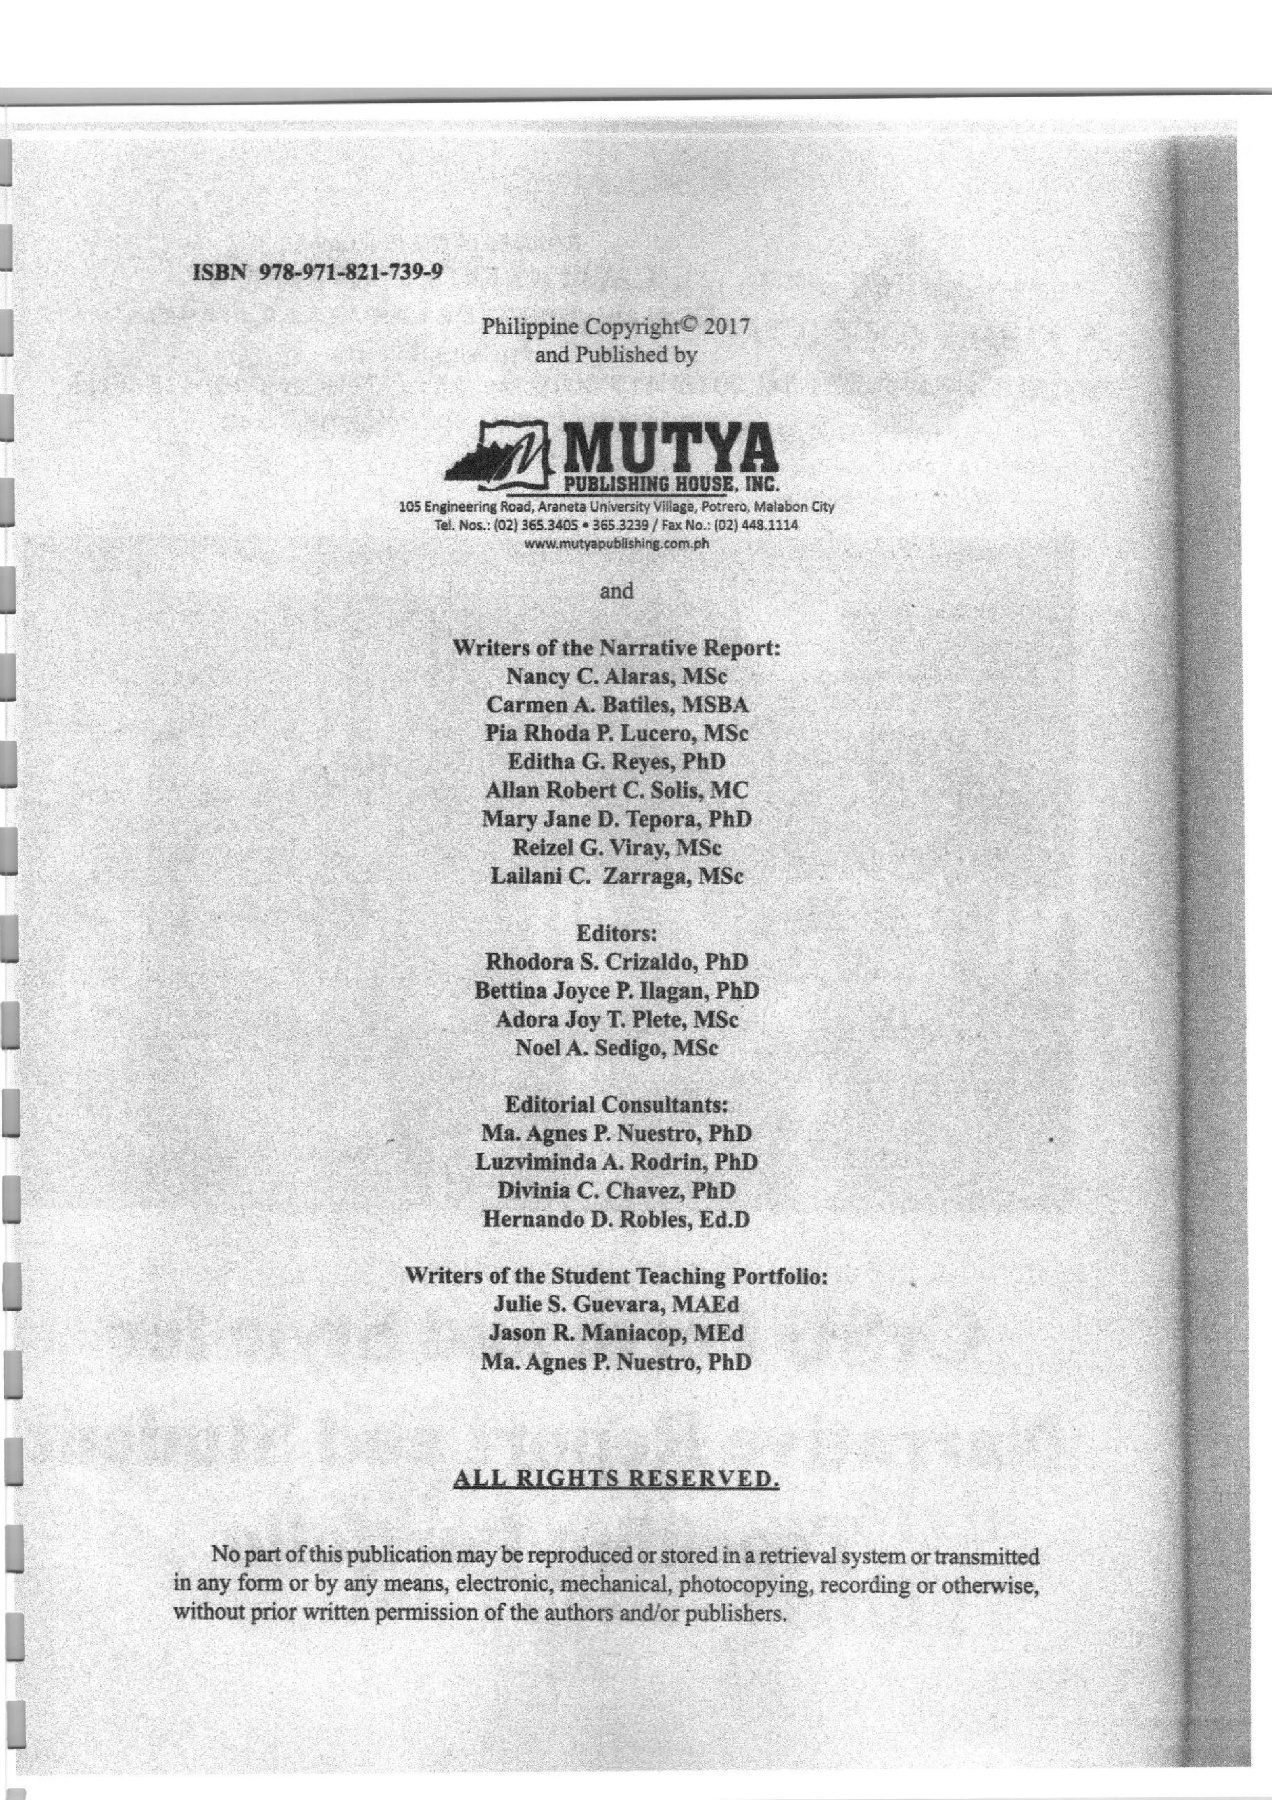 ISBN 978-971-821-739-9
Philippine Copyright© 2017
and Published by
MUTYA
PUBLISHING HOUSE, INC.
105 Engineering Road, Araneta University Village, Potrero, Malabon City
Tel. Nos.: (02) 365.3405 • 365.3239 / Fax No.: (02) 448.1114
www.mutyapublishing.com.ph
and
Writers of the Narrative Report:
Nancy C. Alaras, MSc
Carmen A. Batiles, MSBA
Pia Rhoda P. Lucero, MSc
Editha G. Reyes, PhD
Allan Robert C. Solis, MC
Mary Jane D. Tepora, PhD
Reizel G. Viray, MSc
Lailani C. Zarraga, MSc
Editors:
Rhodora S. Crizaldo, PhD
Bettina Joyce P. Ilagan, PhD
Adora Joy T. Plete, MSc
Noel A. Sedigo, MSc
Editorial Consultants:
Ma. Agnes P. Nuestro, PhD
Luzviminda A. Rodrin, PhD
Divinia C. Chavez, PhD
Hernando D. Robles, Ed.D
Writers of the Student Teaching Portfolio:
Julie S. Guevara, MAEd
Jason R. Maniacop, MEd
Ma. Agnes P. Nuestro, PhD
ALL RIGHTS RESERVED.
No part of this publication may be reproduced or stored in a retrieval system or transmitted
in any form or by any means, electronic, mechanical, photocopying, recording or otherwise,
without prior written permission of the authors and/or publishers.